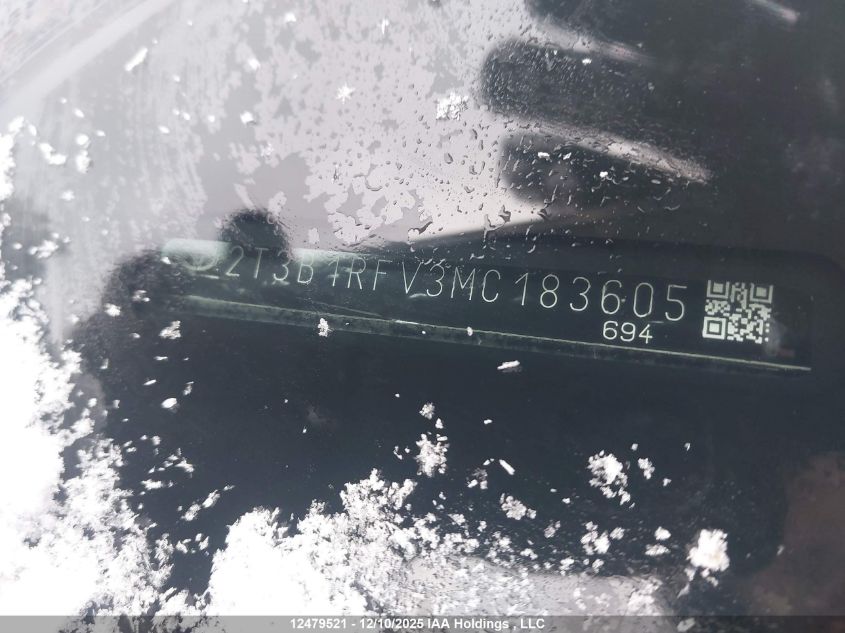 2T3B1RFV3MC183605
694
12479521 - 12/10/2025 IAA Holdings , LLC